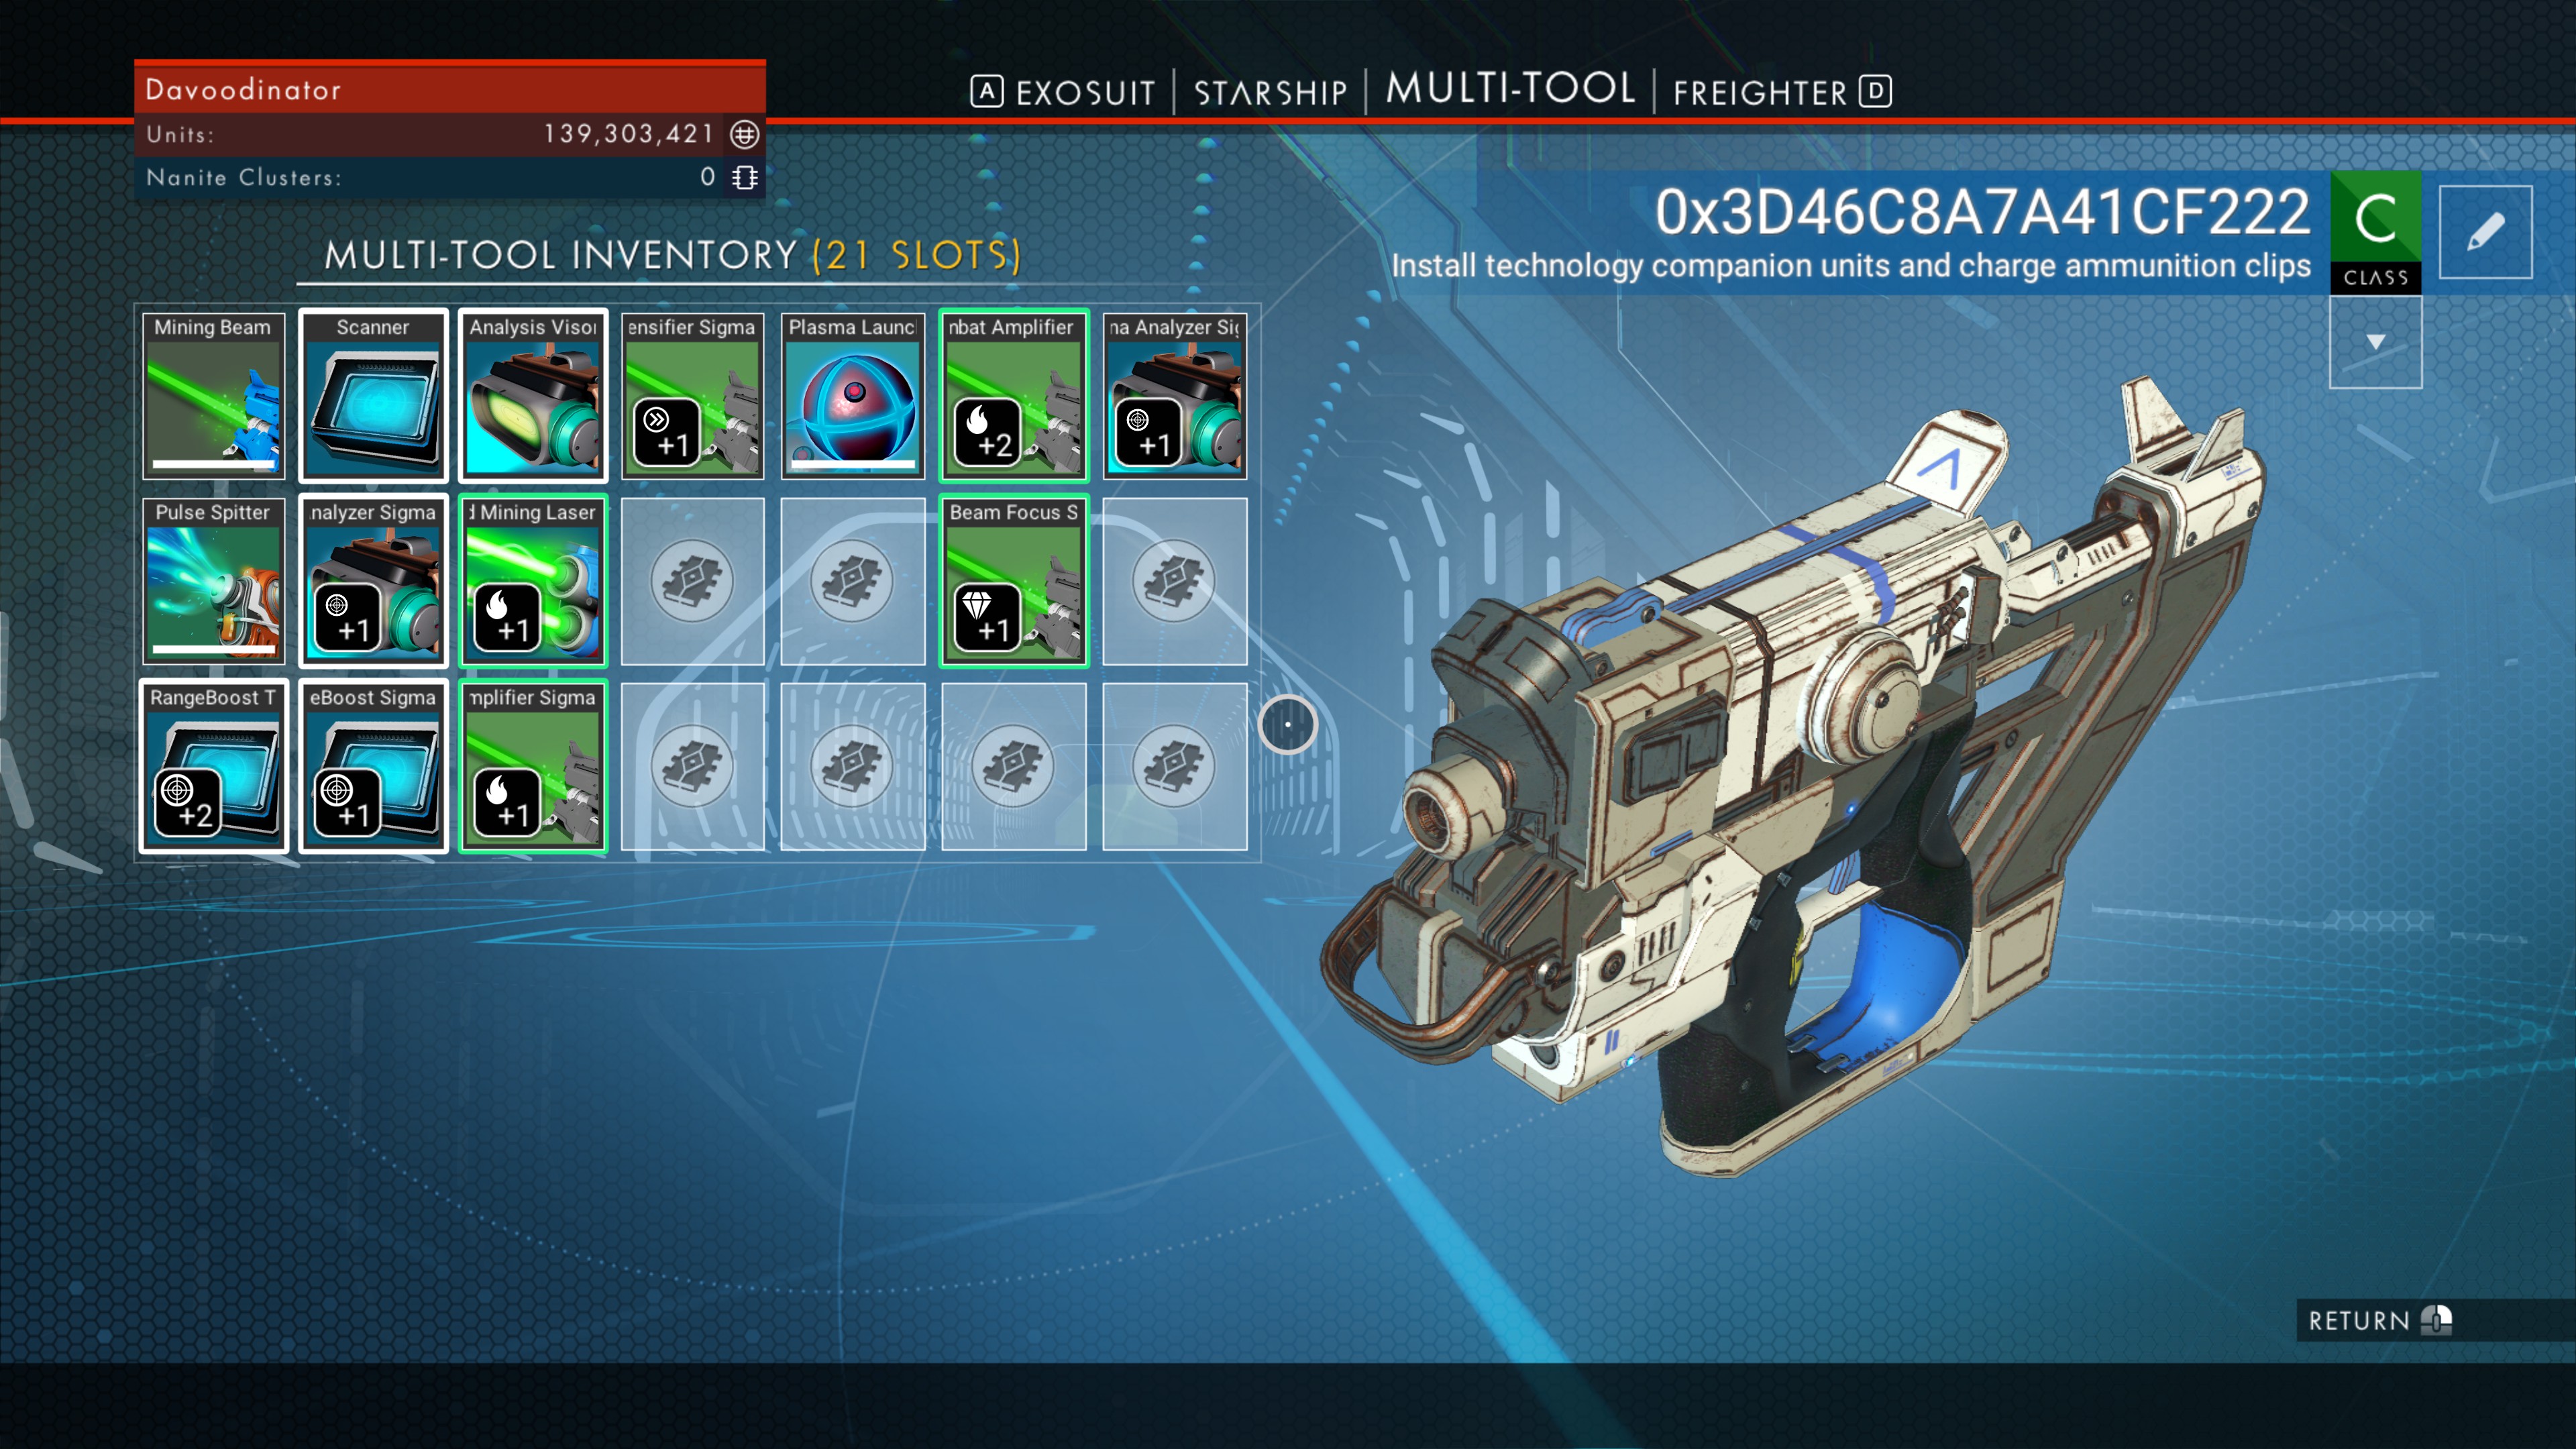 Davoodinator
Units: 139,303,421
Nanite Clusters: 0
A EXOSUIT STARSHIP MULTI-TOOL FREIGHTER D
MULTI-TOOL INVENTORY (21 SLOTS)
0x3D46C8A7A41CF222
Install technology companion units and charge ammunition clips
C
CLASS
Mining Beam
Scanner
Analysis Visor
ensifier Sigma
+1
Plasma Launc
mbat Amplifier
+2
na Analyzer Sig
+1
Pulse Spitter
nalyzer Sigma
+1
d Mining Laser
+1
Beam Focus S
+1
RangeBoost T
+2
eBoost Sigma
+1
mplifier Sigma
+1
RETURN